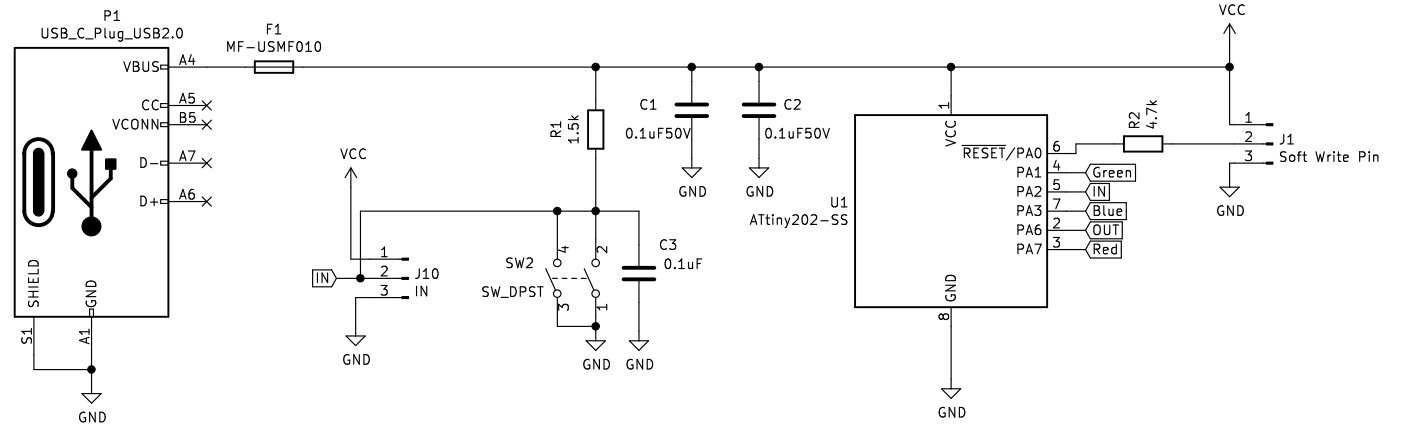 P1
USB_C_Plug_USB2.0
VBUS
A4
CC
A5
VCONN
B5
D-
A7
D+
A6
SHIELD
GND
S1
A1
GND
F1
MF-USMF010
VCC
1
2
3
J10
IN
IN
GND
R1
1.5k
SW2
SW_DPST
4
2
3
1
GND
C3
0.1uF
GND
C1
0.1uF50V
GND
C2
0.1uF50V
GND
U1
ATtiny202-SS
1
VCC
RESET/PA0
6
PA1
4
Green
PA2
5
IN
PA3
7
Blue
PA6
2
OUT
PA7
3
Red
GND
8
GND
R2
4.7k
VCC
1
2
3
J1
Soft Write Pin
GND